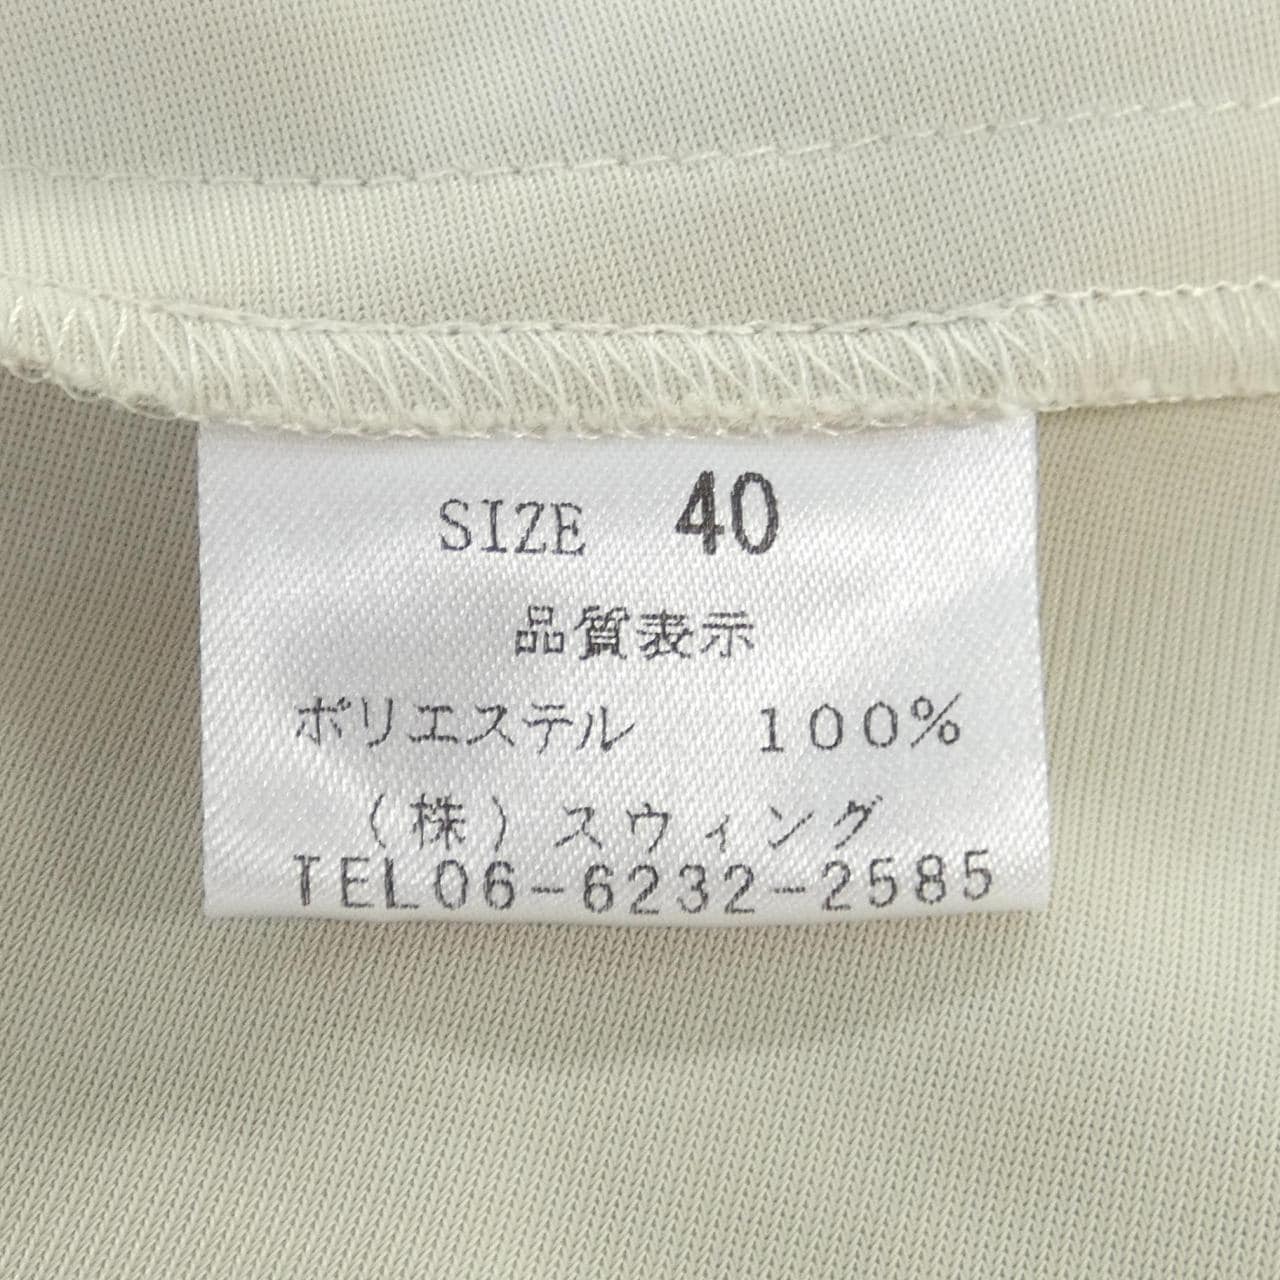 SIZE 40
品質表示
ポリエステル 100%
(株)スウィング
TEL06-6232-2585